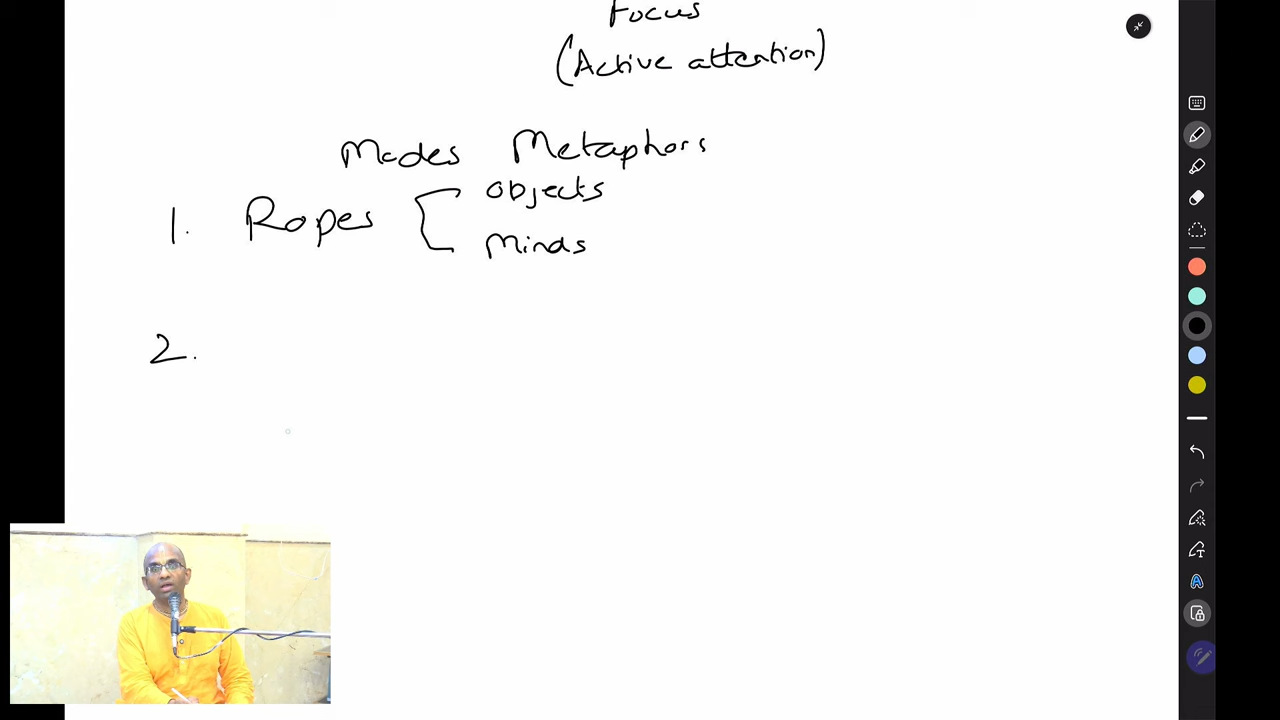 Focus
(Active attention)
Modes Metaphors
1. Ropes { objects
Minds
2.